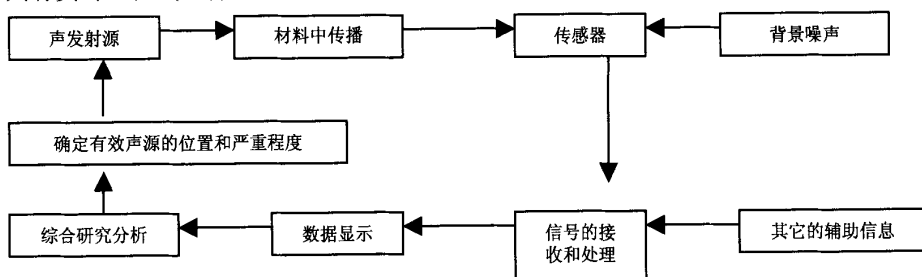 声发射源
材料中传播
传感器
背景噪声
确定有效声源的位置和严重程度
综合研究分析
数据显示
信号的接
收和处理
其它的辅助信息